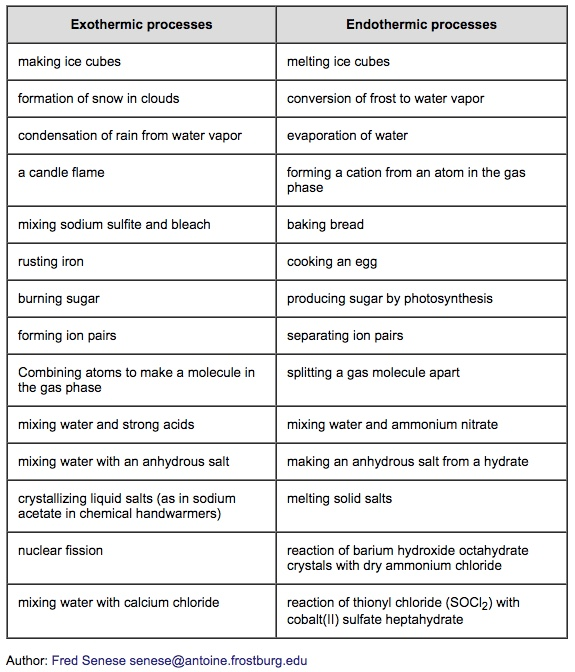 Exothermic processes
Endothermic processes
making ice cubes
melting ice cubes
formation of snow in clouds
conversion of frost to water vapor
condensation of rain from water vapor
evaporation of water
a candle flame
forming a cation from an atom in the gas
phase
mixing sodium sulfite and bleach
baking bread
rusting iron
cooking an egg
burning sugar
producing sugar by photosynthesis
forming ion pairs
separating ion pairs
Combining atoms to make a molecule in
the gas phase
splitting a gas molecule apart
mixing water and strong acids
mixing water and ammonium nitrate
mixing water with an anhydrous salt
making an anhydrous salt from a hydrate
crystallizing liquid salts (as in sodium
acetate in chemical handwarmers)
melting solid salts
nuclear fission
reaction of barium hydroxide octahydrate
crystals with dry ammonium chloride
mixing water with calcium chloride
reaction of thionyl chloride (SOCl₂) with
cobalt(II) sulfate heptahydrate
Author: Fred Senese senese@antoine.frostburg.edu